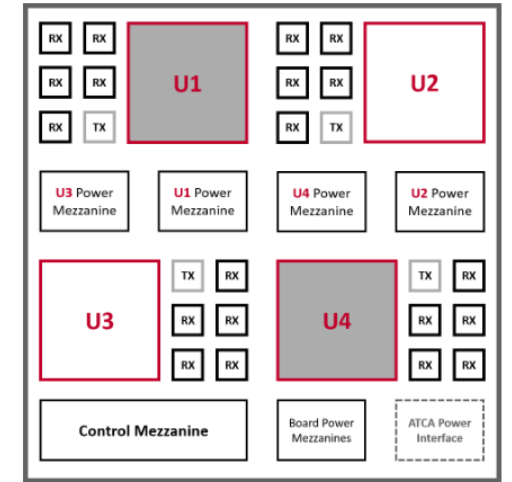 RX RX RX RX
U1 U2
RX RX RX RX
RX TX RX TX
U3 Power U1 Power U4 Power U2 Power
Mezzanine Mezzanine Mezzanine Mezzanine
TX RX TX RX
U3 RX RX U4 RX RX
RX RX RX RX
Control Mezzanine
Board Power
Mezzanines
ATCA Power
Interface